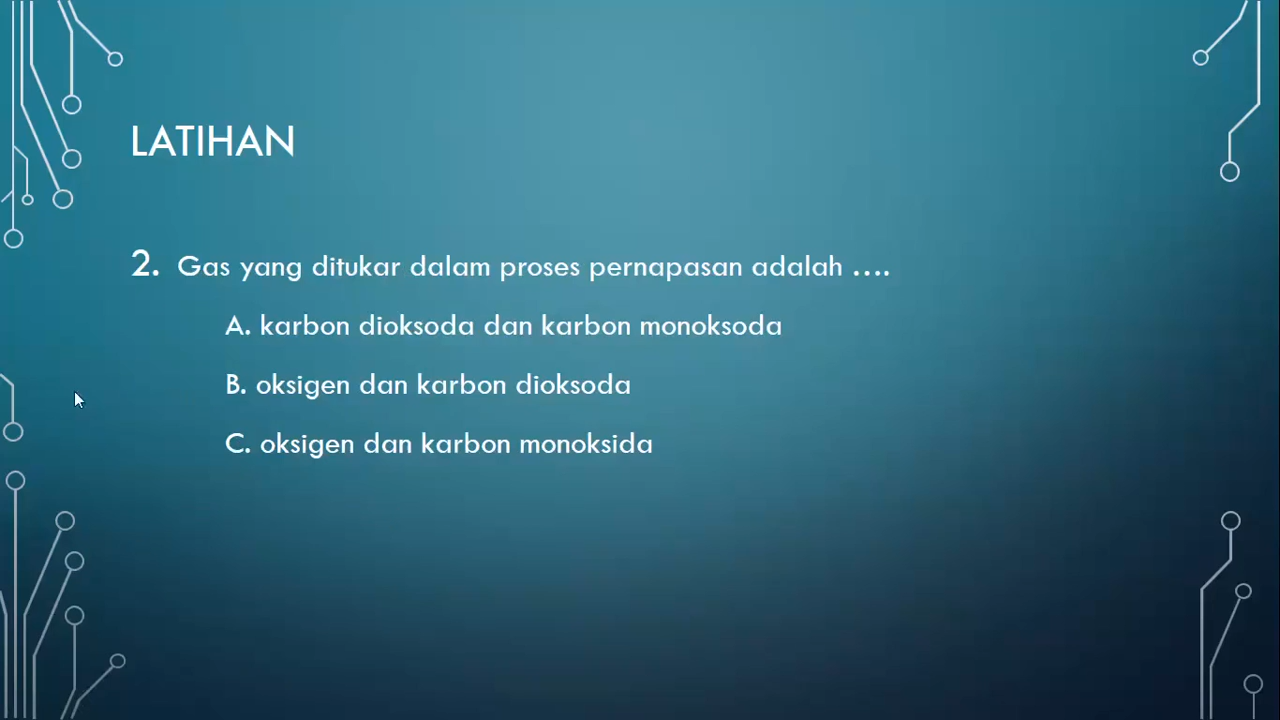 LATIHAN
2. Gas yang ditukar dalam proses pernapasan adalah ....
A. karbon dioksoda dan karbon monoksoda
B. oksigen dan karbon dioksoda
C. oksigen dan karbon monoksida